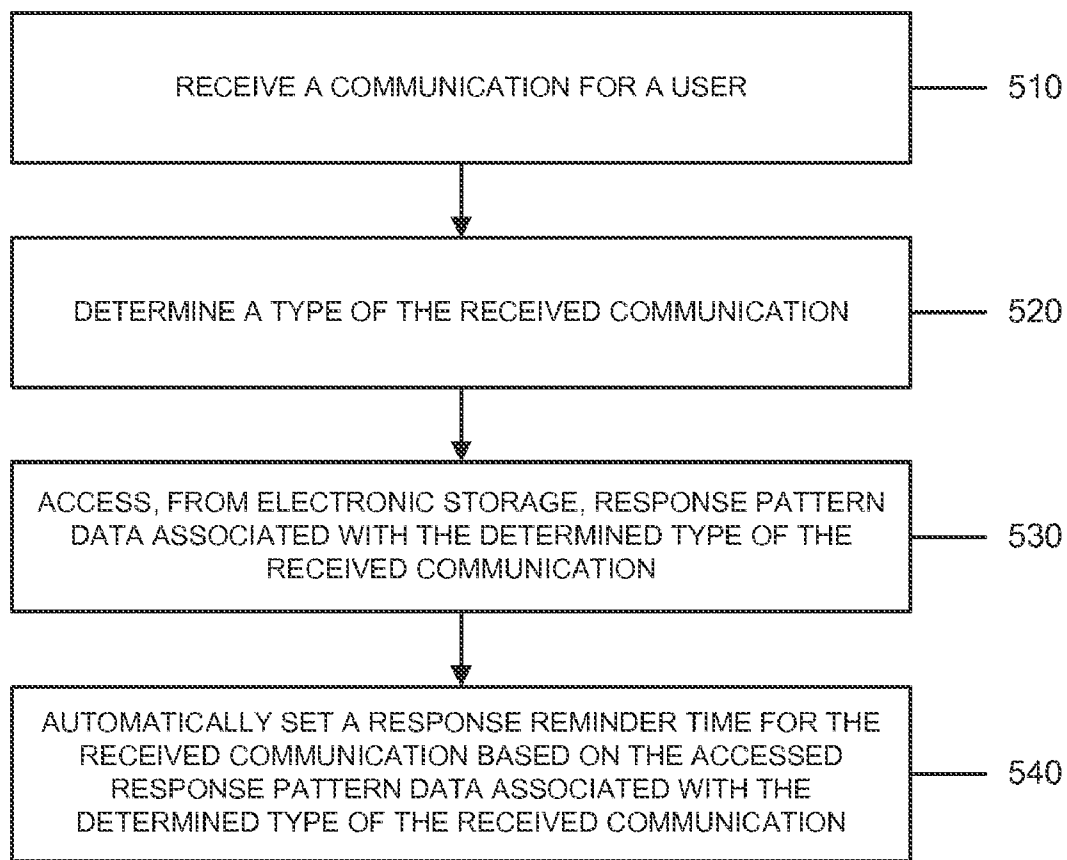 RECEIVE A COMMUNICATION FOR A USER
510
DETERMINE A TYPE OF THE RECEIVED COMMUNICATION
520
ACCESS, FROM ELECTRONIC STORAGE, RESPONSE PATTERN
DATA ASSOCIATED WITH THE DETERMINED TYPE OF THE
RECEIVED COMMUNICATION
530
AUTOMATICALLY SET A RESPONSE REMINDER TIME FOR THE
RECEIVED COMMUNICATION BASED ON THE ACCESSED
RESPONSE PATTERN DATA ASSOCIATED WITH THE
DETERMINED TYPE OF THE RECEIVED COMMUNICATION
540